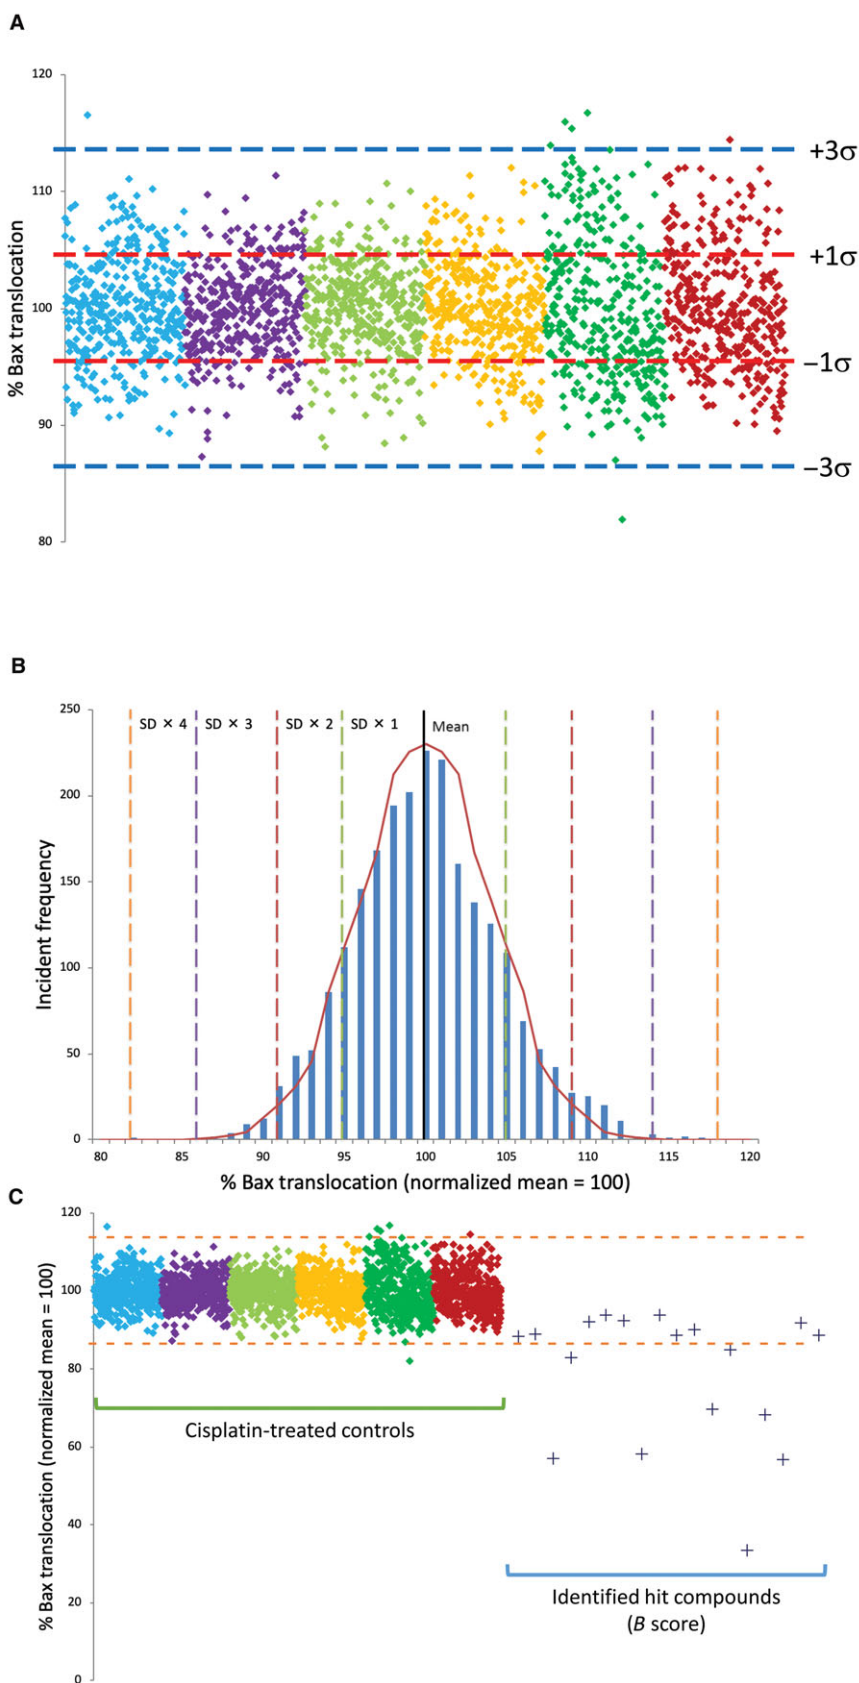 A
% Bax translocation
120
110
100
90
80
+3σ
+1σ
−1σ
−3σ
B
Incident frequency
250
200
150
100
50
0
SD × 4 SD × 3 SD × 2 SD × 1 Mean
80 85 90 95 100 105 110 115 120
% Bax translocation (normalized mean = 100)
C
% Bax translocation (normalized mean = 100)
120
100
80
60
40
20
0
Cisplatin-treated controls
Identified hit compounds
(B score)